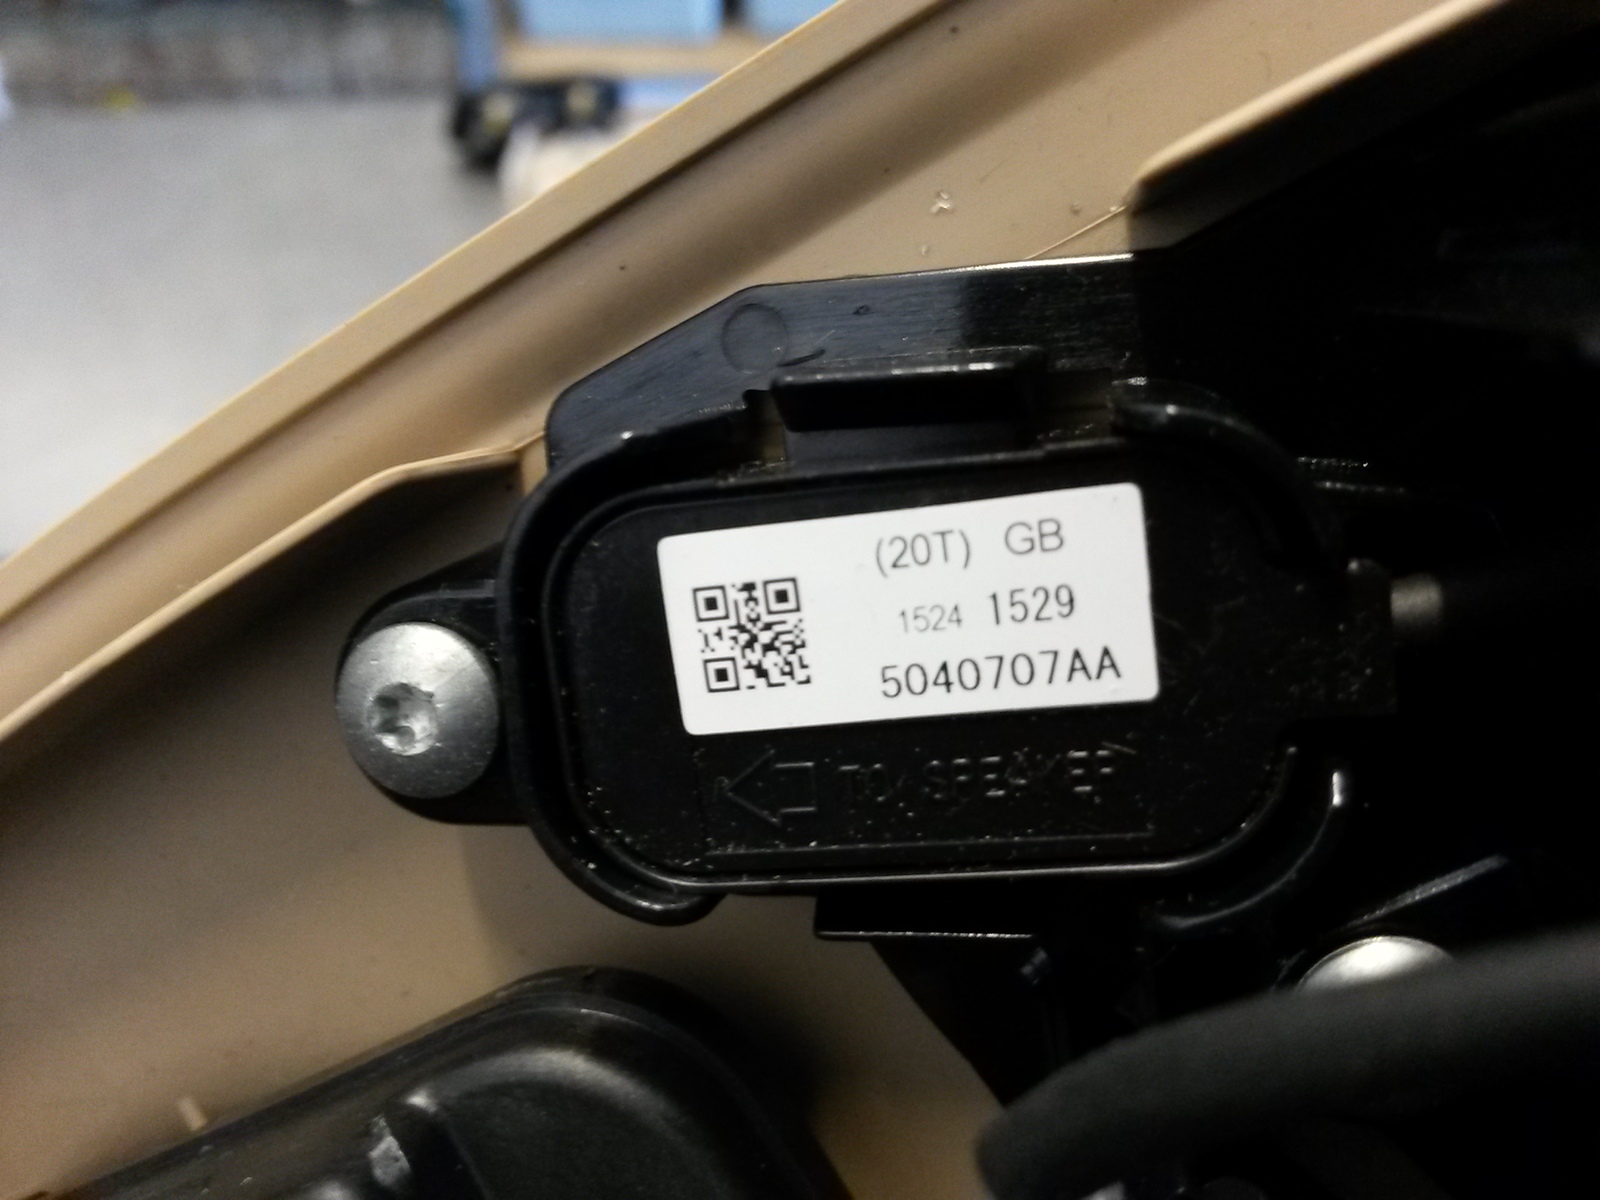 (20T) GB
1524 1529
5040707AA
TO SPEAKER